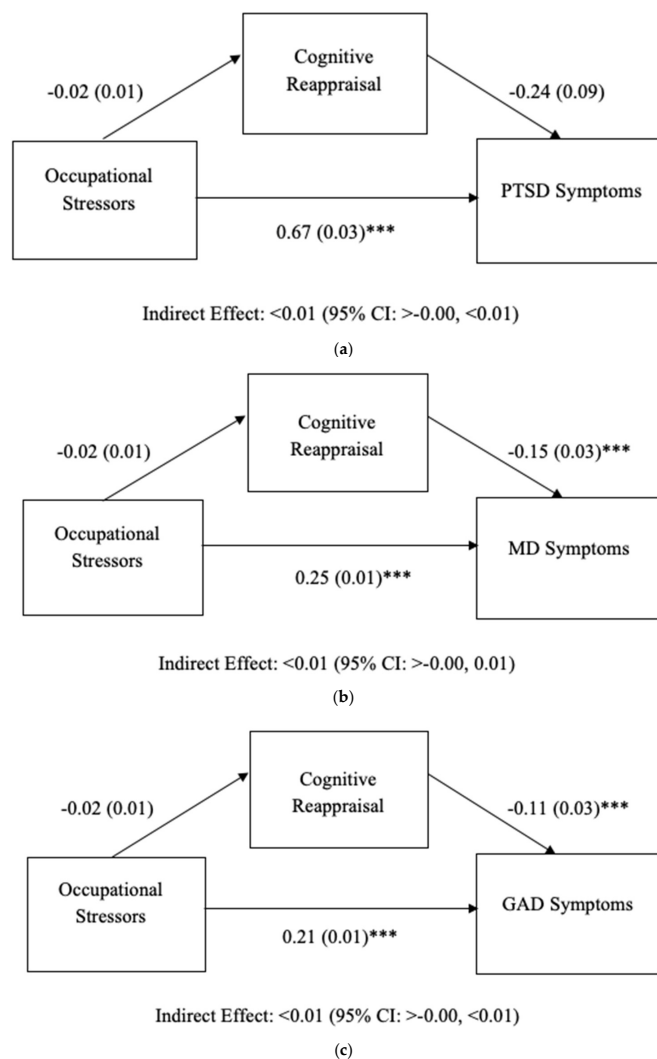 Cognitive
Reappraisal
-0.02 (0.01)
-0.24 (0.09)
Occupational
Stressors
PTSD Symptoms
0.67 (0.03)***
Indirect Effect: <0.01 (95% CI: >-0.00, <0.01)
(a)
Cognitive
Reappraisal
-0.02 (0.01)
-0.15 (0.03)***
Occupational
Stressors
MD Symptoms
0.25 (0.01)***
Indirect Effect: <0.01 (95% CI: >-0.00, 0.01)
(b)
Cognitive
Reappraisal
-0.02 (0.01)
-0.11 (0.03)***
Occupational
Stressors
GAD Symptoms
0.21 (0.01)***
Indirect Effect: <0.01 (95% CI: >-0.00, <0.01)
(c)